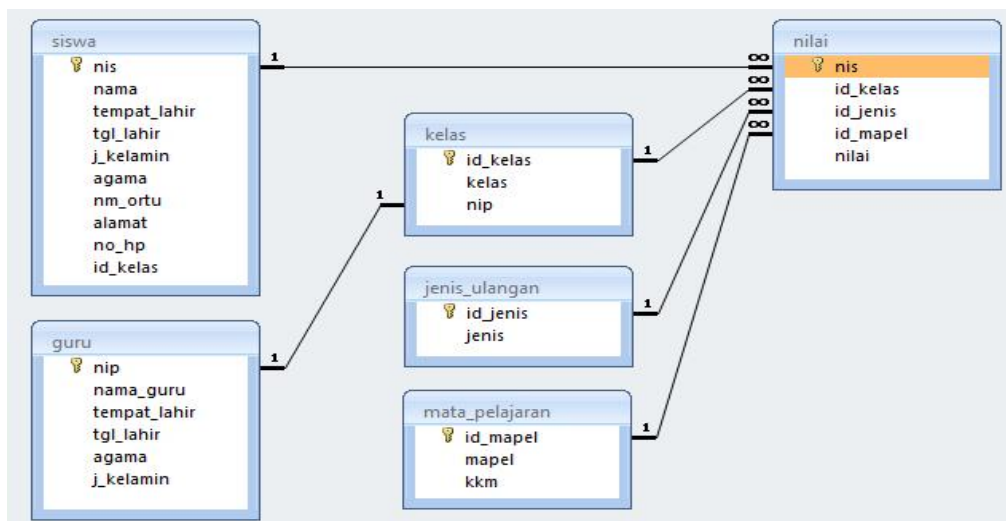 siswa
nis
nama
tempat_lahir
tgl_lahir
j_kelamin
agama
nm_ortu
alamat
no_hp
id_kelas
guru
nip
nama_guru
tempat_lahir
tgl_lahir
agama
j_kelamin
kelas
id_kelas
kelas
nip
jenis_ulangan
id_jenis
jenis
mata_pelajaran
id_mapel
mapel
kkm
nilai
nis
id_kelas
id_jenis
id_mapel
nilai
1
1
1
1
1
1
∞
∞
∞
∞